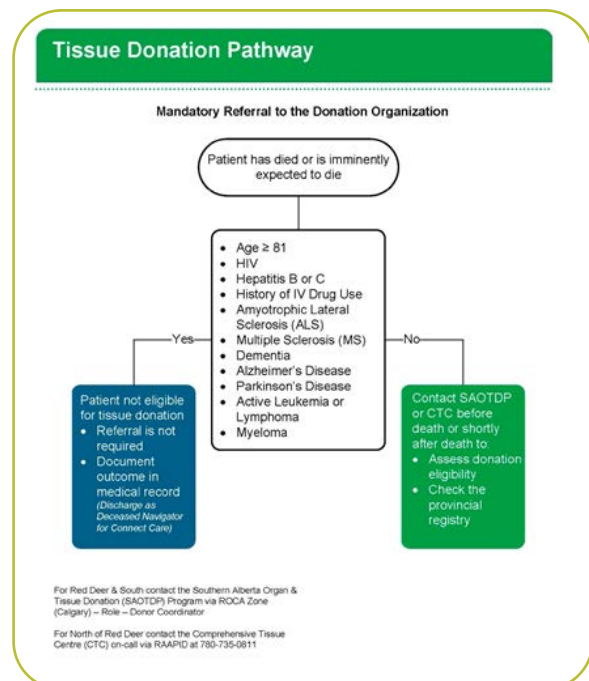 Tissue Donation Pathway
Mandatory Referral to the Donation Organization
Patient has died or is imminently
expected to die
• Age ≥ 81
• HIV
• Hepatitis B or C
• History of IV Drug Use
• Amyotrophic Lateral
Sclerosis (ALS)
• Multiple Sclerosis (MS)
• Dementia
• Alzheimer's Disease
• Parkinson's Disease
• Active Leukemia or
Lymphoma
• Myeloma
Yes
No
Patient not eligible
for tissue donation
• Referral is not
required
• Document
outcome in
medical record
(Discharge as
Deceased Navigator
for Connect Care)
Contact SAOTDP
or CTC before
death or shortly
after death to:
• Assess donation
eligibility
• Check the
provincial
registry
For Red Deer & South contact the Southern Alberta Organ &
Tissue Donation (SAOTDP) Program via ROCA Zone
(Calgary) – Role – Donor Coordinator
For North of Red Deer contact the Comprehensive Tissue
Centre (CTC) on-call via RAAPID at 780-735-0811